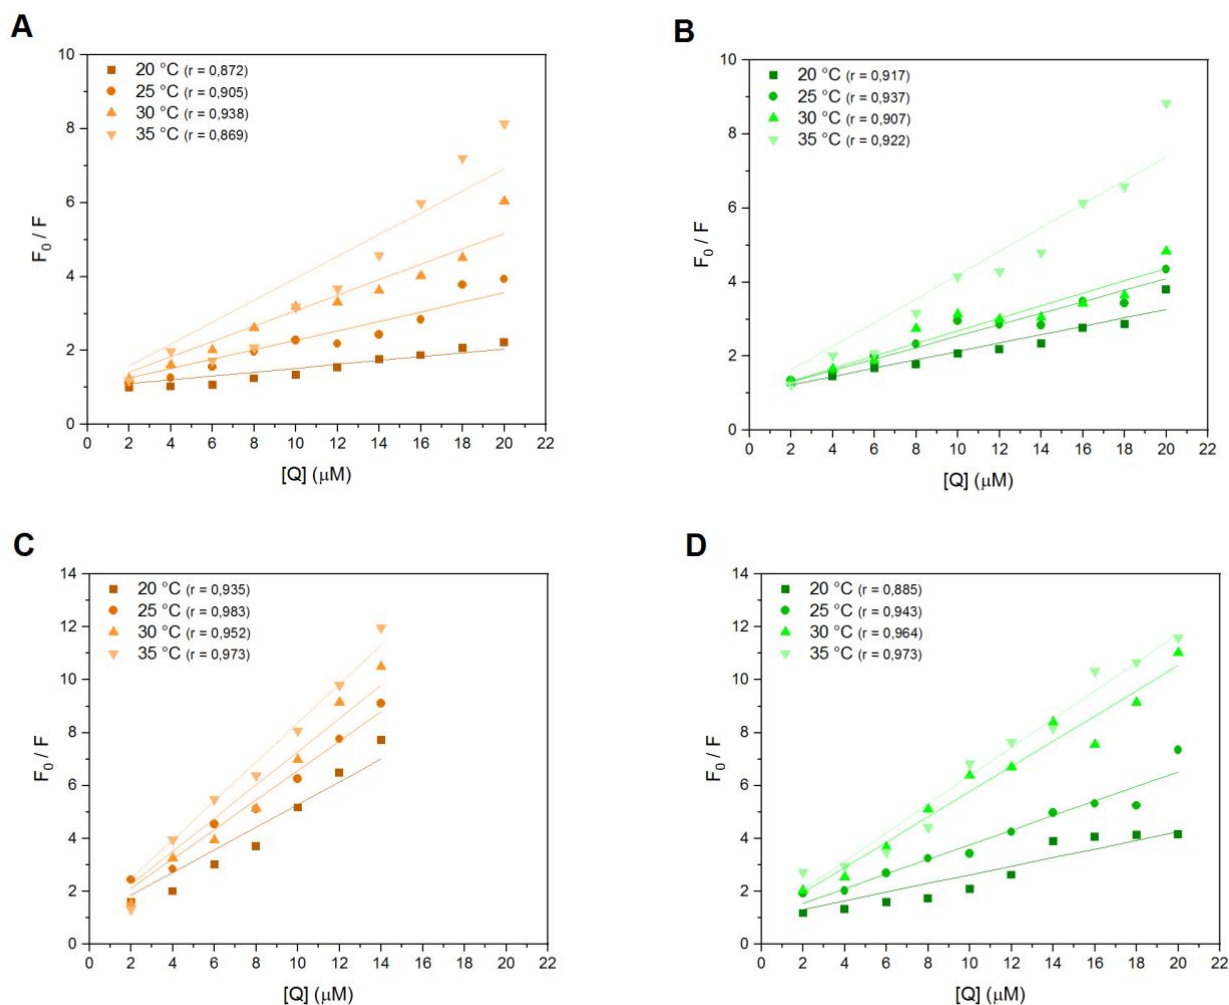 A
10
8
6
4
2
0
F0 / F
20 °C (r = 0,872)
25 °C (r = 0,905)
30 °C (r = 0,938)
35 °C (r = 0,869)
0 2 4 6 8 10 12 14 16 18 20 22
[Q] (μM)
B
10
8
6
4
2
0
F0 / F
20 °C (r = 0,917)
25 °C (r = 0,937)
30 °C (r = 0,907)
35 °C (r = 0,922)
0 2 4 6 8 10 12 14 16 18 20 22
[Q] (μM)
C
14
12
10
8
6
4
2
0
F0 / F
20 °C (r = 0,935)
25 °C (r = 0,983)
30 °C (r = 0,952)
35 °C (r = 0,973)
0 2 4 6 8 10 12 14 16 18 20 22
[Q] (μM)
D
14
12
10
8
6
4
2
0
F0 / F
20 °C (r = 0,885)
25 °C (r = 0,943)
30 °C (r = 0,964)
35 °C (r = 0,973)
0 2 4 6 8 10 12 14 16 18 20 22
[Q] (μM)